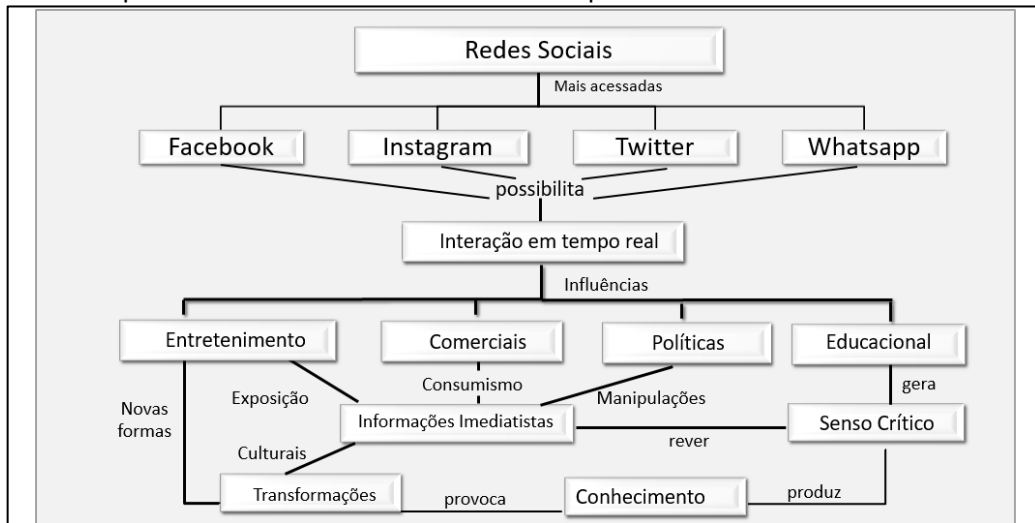 Redes Sociais
Mais acessadas
Facebook Instagram Twitter Whatsapp
possibilita
Interação em tempo real
Influências
Entretenimento Comerciais Políticas Educacional
Consumismo gera
Exposição Manipulações
Novas
formas
Informações Imediatistas Senso Crítico
rever
Culturais
Transformações provoca Conhecimento produz